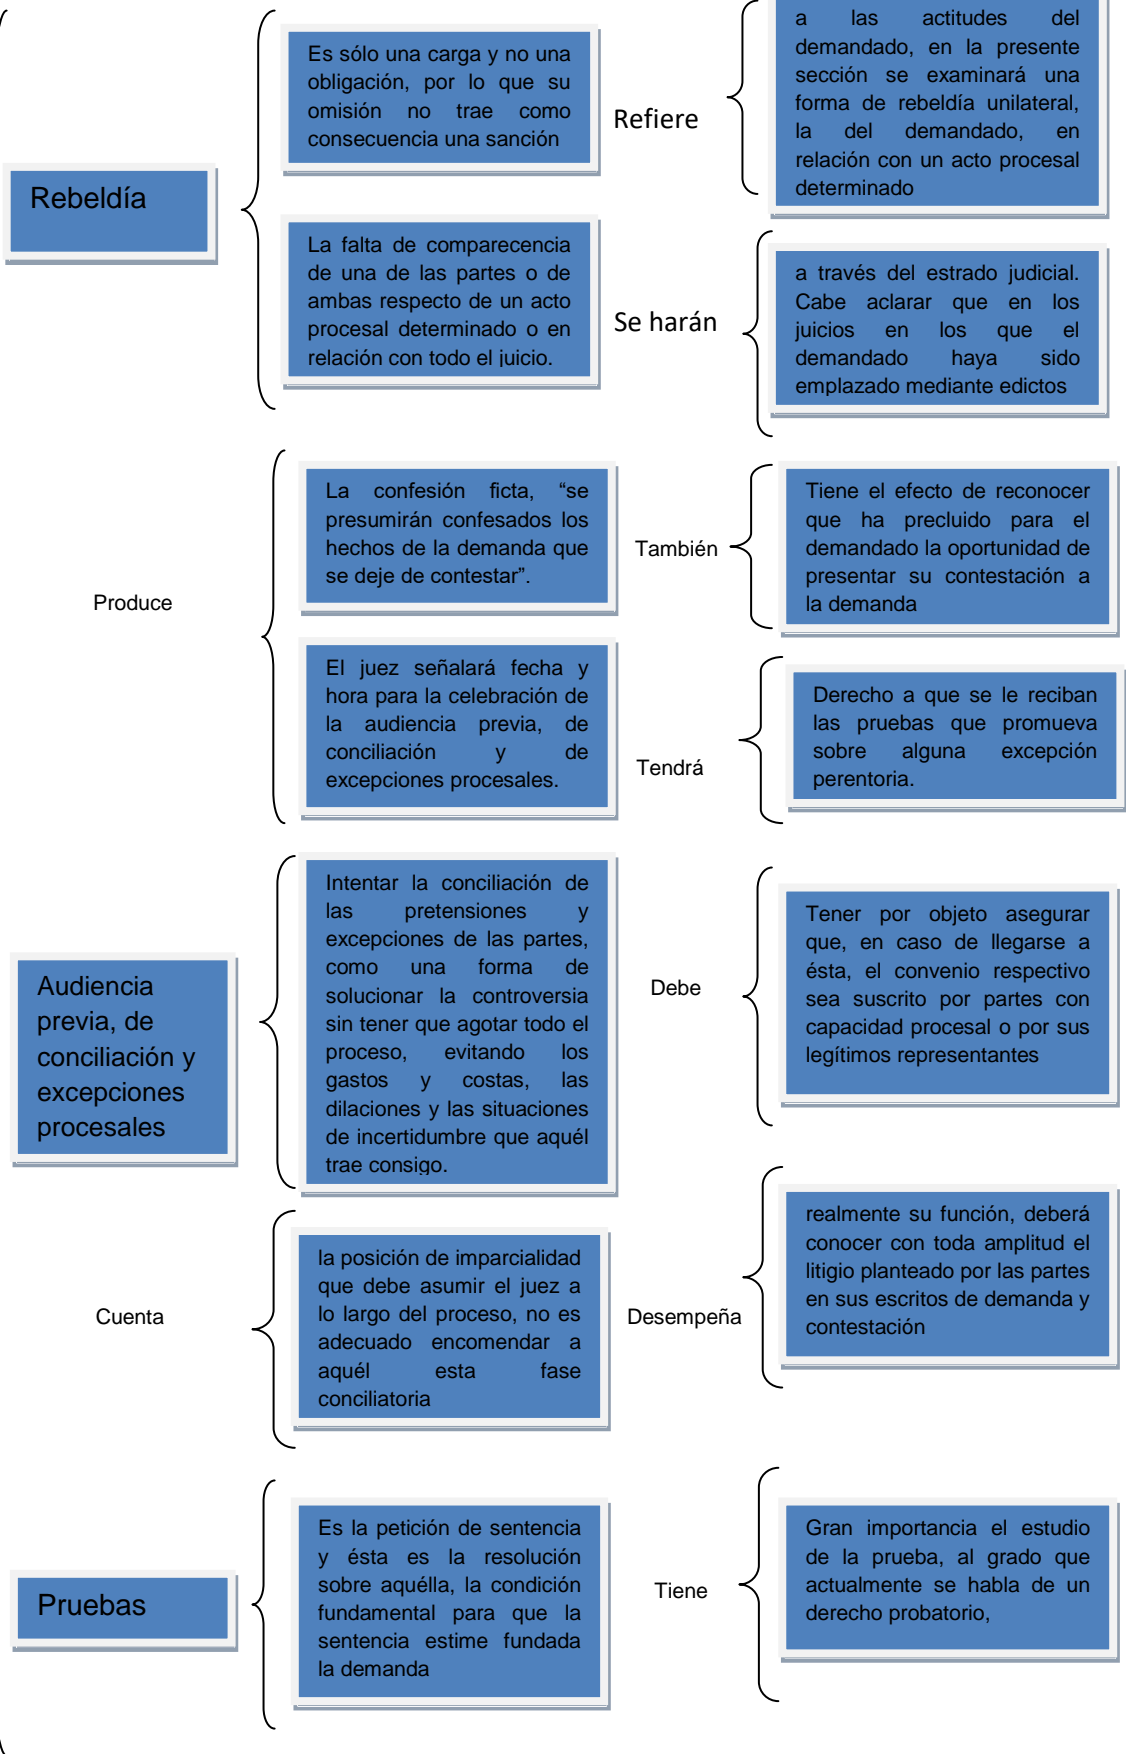 Rebeldía
Es sólo una carga y no una
obligación, por lo que su
omisión no trae como
consecuencia una sanción
Refiere
a las actitudes del
demandado, en la presente
sección se examinará una
forma de rebeldía unilateral,
la del demandado, en
relación con un acto procesal
determinado
La falta de comparecencia
de una de las partes o de
ambas respecto de un acto
procesal determinado o en
relación con todo el juicio.
Se harán
a través del estrado judicial.
Cabe aclarar que en los
juicios en los que el
demandado haya sido
emplazado mediante edictos
Produce
La confesión ficta, “se
presumirán confesados los
hechos de la demanda que
se deje de contestar”.
También
Tiene el efecto de reconocer
que ha precluido para el
demandado la oportunidad de
presentar su contestación a
la demanda
El juez señalará fecha y
hora para la celebración de
la audiencia previa, de
conciliación y de
excepciones procesales.
Tendrá
Derecho a que se le reciban
las pruebas que promueva
sobre alguna excepción
perentoria.
Audiencia
previa, de
conciliación y
excepciones
procesales
Intentar la conciliación de
las pretensiones y
excepciones de las partes,
como una forma de
solucionar la controversia
sin tener que agotar todo el
proceso, evitando los
gastos y costas, las
dilaciones y las situaciones
de incertidumbre que aquél
trae consigo.
Debe
Tener por objeto asegurar
que, en caso de llegarse a
ésta, el convenio respectivo
sea suscrito por partes con
capacidad procesal o por sus
legítimos representantes
Cuenta
la posición de imparcialidad
que debe asumir el juez a
lo largo del proceso, no es
adecuado encomendar a
aquél esta fase
conciliatoria
Desempeña
realmente su función, deberá
conocer con toda amplitud el
litigio planteado por las partes
en sus escritos de demanda y
contestación
Pruebas
Es la petición de sentencia
y ésta es la resolución
sobre aquélla, la condición
fundamental para que la
sentencia estime fundada
la demanda
Tiene
Gran importancia el estudio
de la prueba, al grado que
actualmente se habla de un
derecho probatorio,